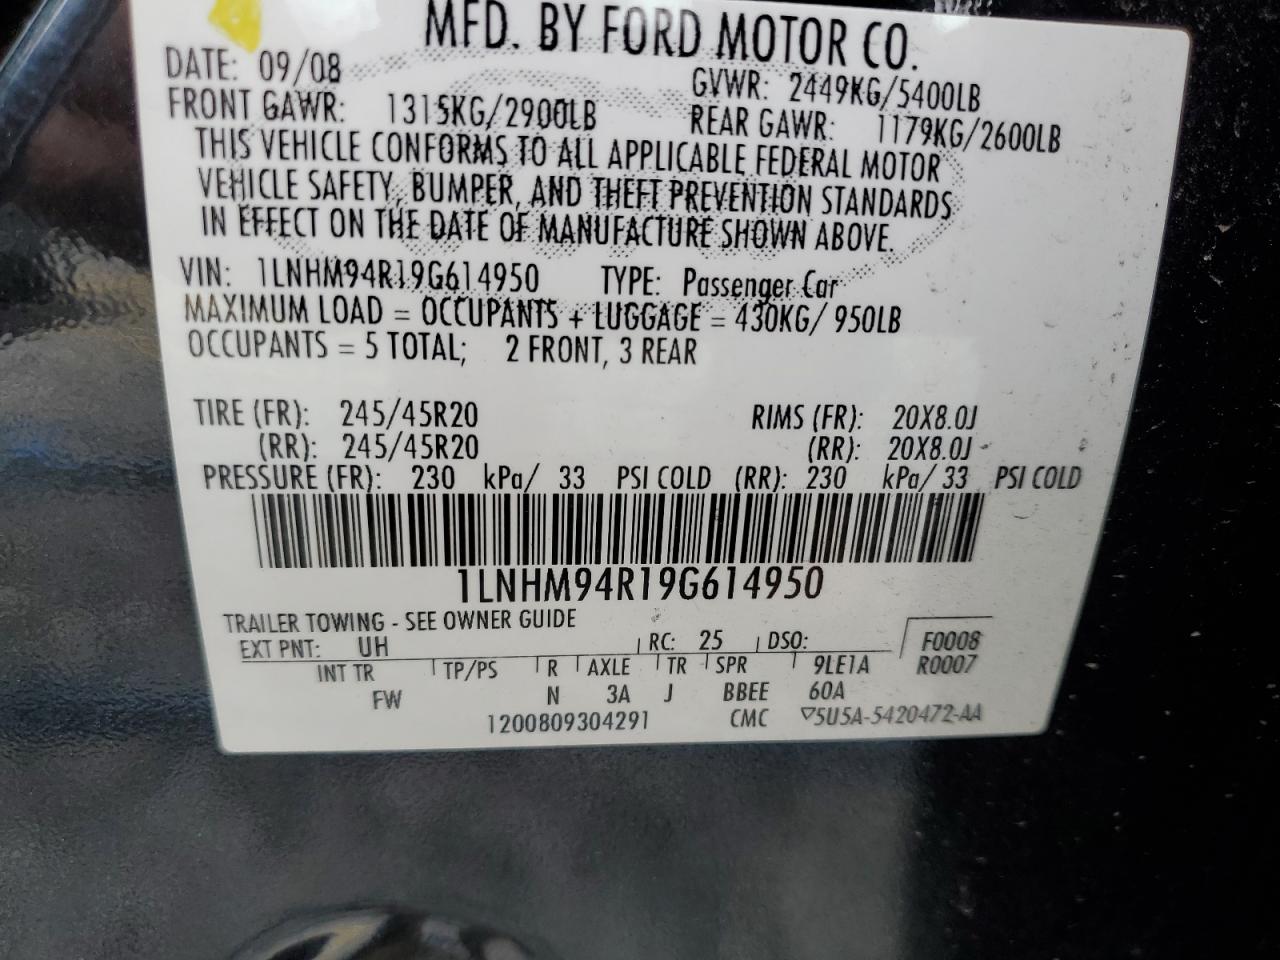 MFD. BY FORD MOTOR CO.
DATE: 09/08 GVWR: 2449KG/5400LB
FRONT GAWR: 1315KG/2900LB REAR GAWR: 1179KG/2600LB
THIS VEHICLE CONFORMS TO ALL APPLICABLE FEDERAL MOTOR
VEHICLE SAFETY, BUMPER, AND THEFT PREVENTION STANDARDS
IN EFFECT ON THE DATE OF MANUFACTURE SHOWN ABOVE.
VIN: 1LNHM94R19G614950 TYPE: Passenger Car
MAXIMUM LOAD = OCCUPANTS + LUGGAGE = 430KG/ 950LB
OCCUPANTS = 5 TOTAL; 2 FRONT, 3 REAR
TIRE (FR): 245/45R20 RIMS (FR): 20X8.0J
(RR): 245/45R20 (RR): 20X8.0J
PRESSURE (FR): 230 kPa/ 33 PSI COLD (RR): 230 kPa/ 33 PSI COLD
1LNHM94R19G614950
TRAILER TOWING - SEE OWNER GUIDE
EXT PNT: UH RC: 25 DSO: F0008
INT TR TP/PS R AXLE TR SPR 9LE1A R0007
FW N 3A J BBEE 60A
1200809304291 CMC ▽5U5A-5420472-AA